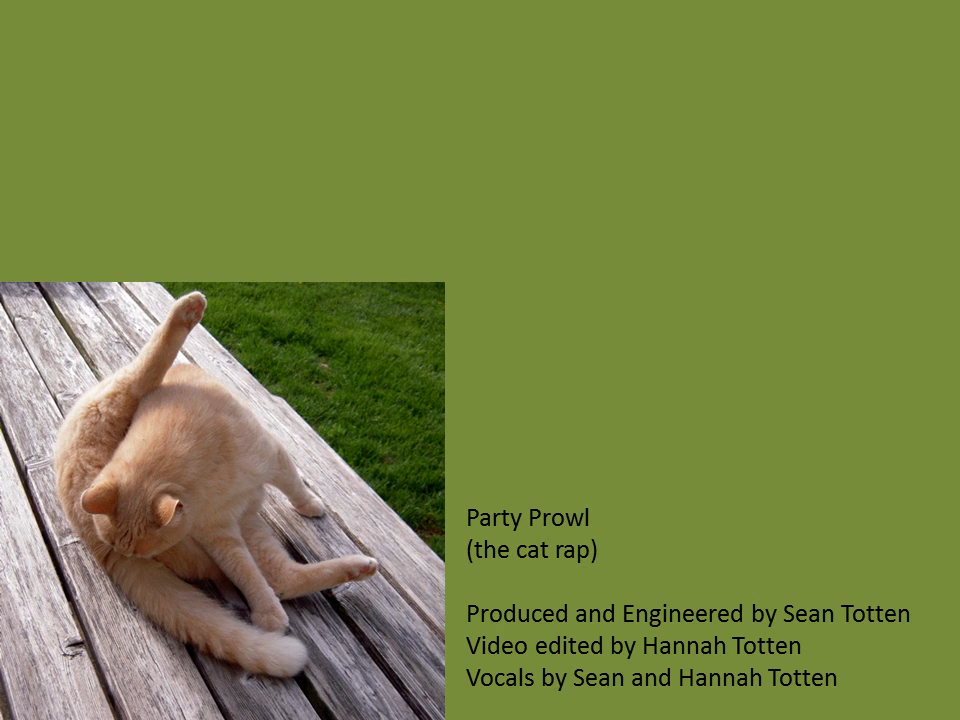 Party Prowl
(the cat rap)
Produced and Engineered by Sean Totten
Video edited by Hannah Totten
Vocals by Sean and Hannah Totten